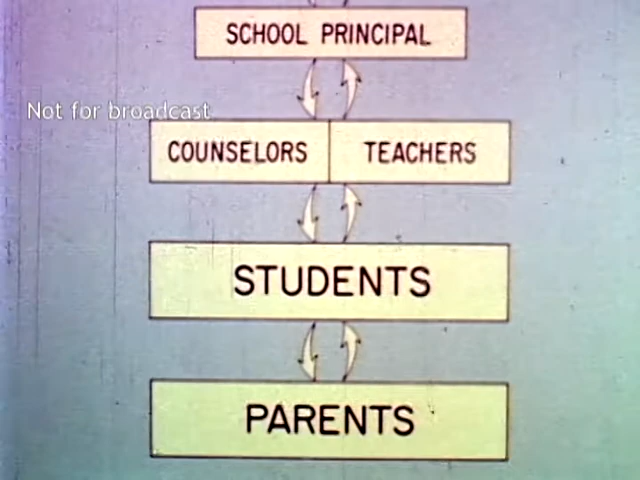 SCHOOL PRINCIPAL
Not for broadcast
COUNSELORS TEACHERS
STUDENTS
PARENTS